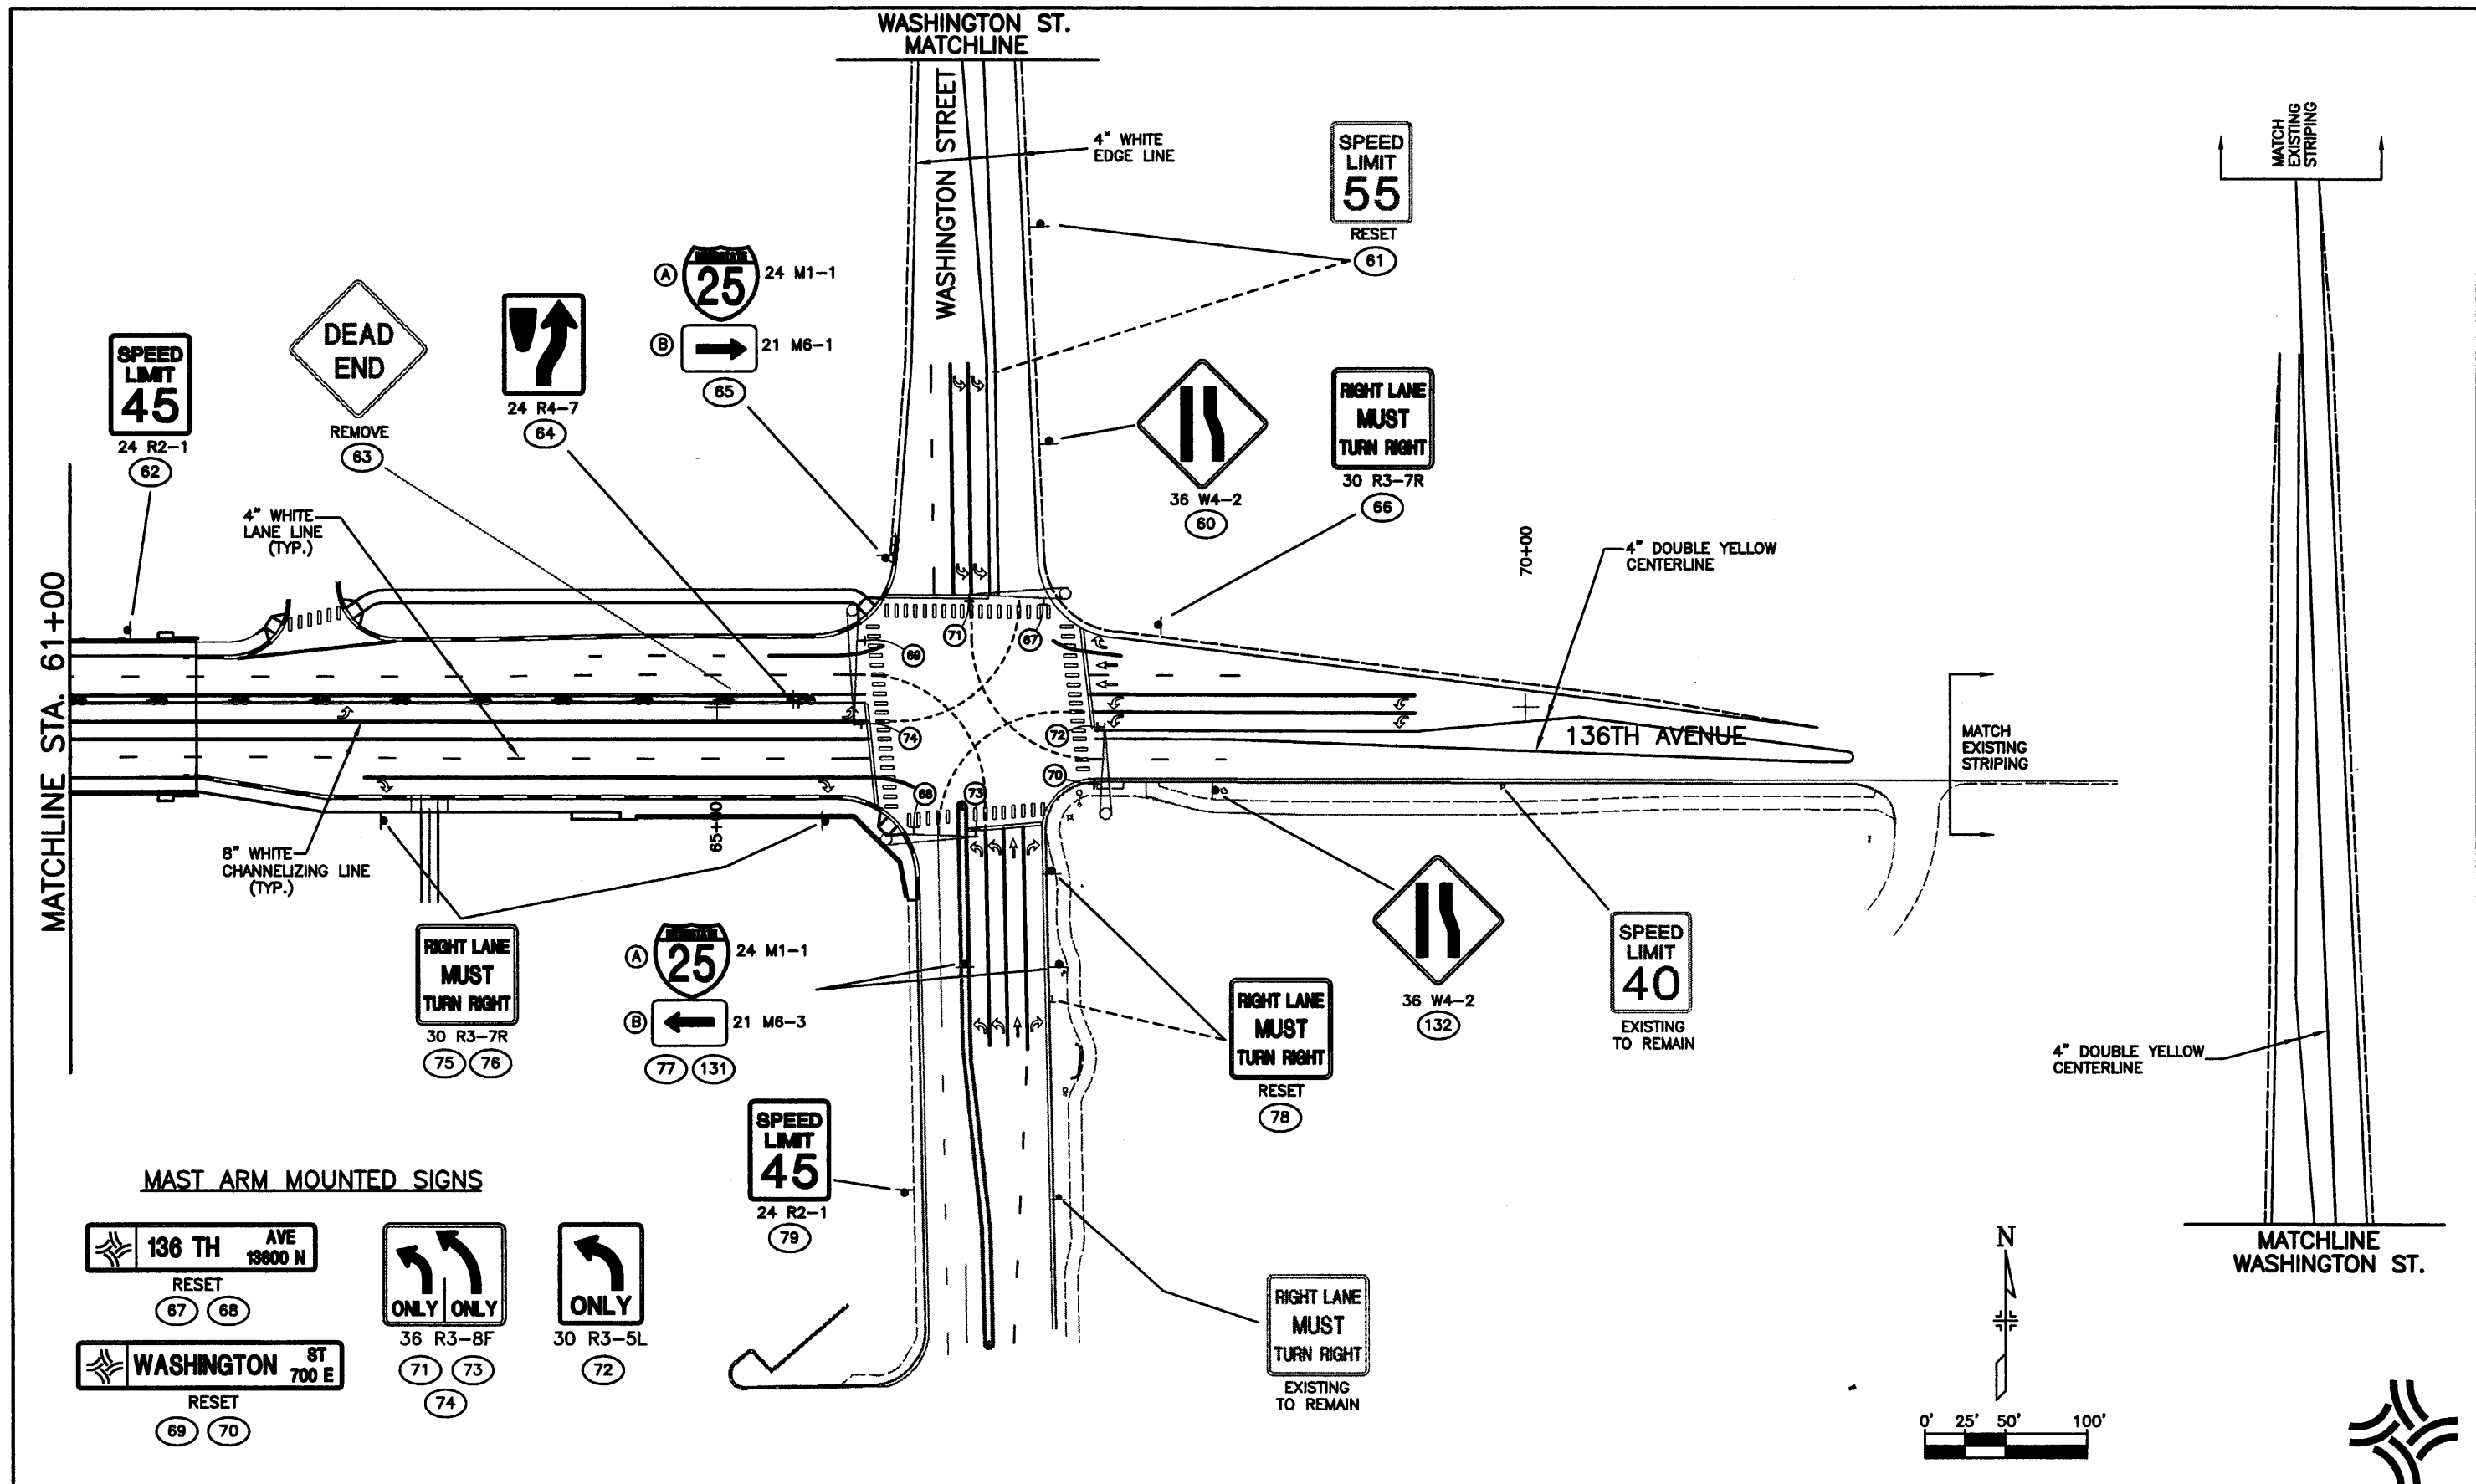 WASHINGTON ST.
MATCHLINE
WASHINGTON STREET
4" WHITE
EDGE LINE
SPEED
LIMIT
55
RESET
61
MATCH
EXISTING
STRIPING
A
INTERSTATE
25
24 M1-1
B
21 M6-1
65
DEAD
END
REMOVE
63
24 R4-7
64
SPEED
LIMIT
45
24 R2-1
62
36 W4-2
60
RIGHT LANE
MUST
TURN RIGHT
30 R3-7R
66
4" WHITE
LANE LINE
(TYP.)
70+00
4" DOUBLE YELLOW
CENTERLINE
MATCHLINE STA. 61+00
71
67
69
74
72
70
68
73
136TH AVENUE
MATCH
EXISTING
STRIPING
65+00
8" WHITE
CHANNELIZING LINE
(TYP.)
RIGHT LANE
MUST
TURN RIGHT
30 R3-7R
75 76
A
INTERSTATE
25
24 M1-1
B
21 M6-3
77 131
36 W4-2
132
SPEED
LIMIT
40
EXISTING
TO REMAIN
RIGHT LANE
MUST
TURN RIGHT
RESET
78
4" DOUBLE YELLOW
CENTERLINE
SPEED
LIMIT
45
24 R2-1
79
MAST ARM MOUNTED SIGNS
136 TH AVE
13600 N
RESET
67 68
ONLY ONLY
36 R3-8F
71 73
74
ONLY
30 R3-5L
72
WASHINGTON ST
700 E
RESET
69 70
RIGHT LANE
MUST
TURN RIGHT
EXISTING
TO REMAIN
N
MATCHLINE
WASHINGTON ST.
0' 25' 50' 100'